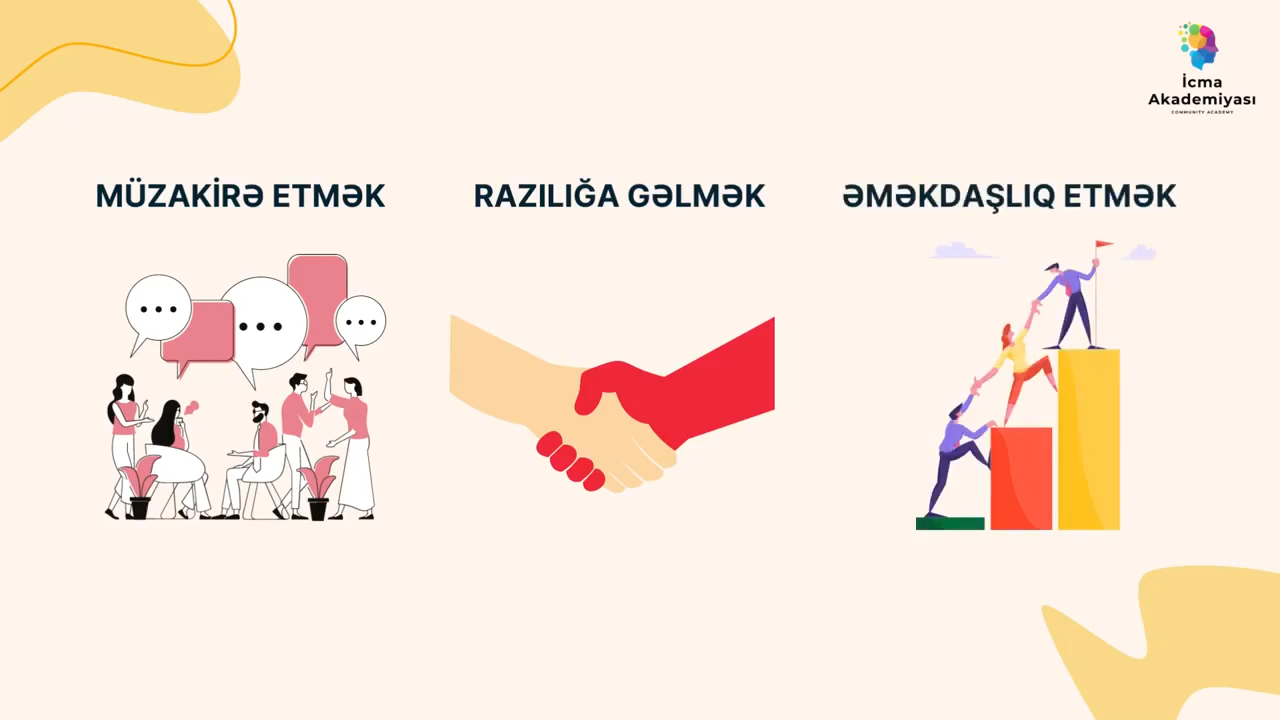 İcma
Akademiyası
COMMUNITY ACADEMY
MÜZAKİRƏ ETMƏK
RAZILIĞA GƏLMƏK
ƏMƏKDAŞLIQ ETMƏK